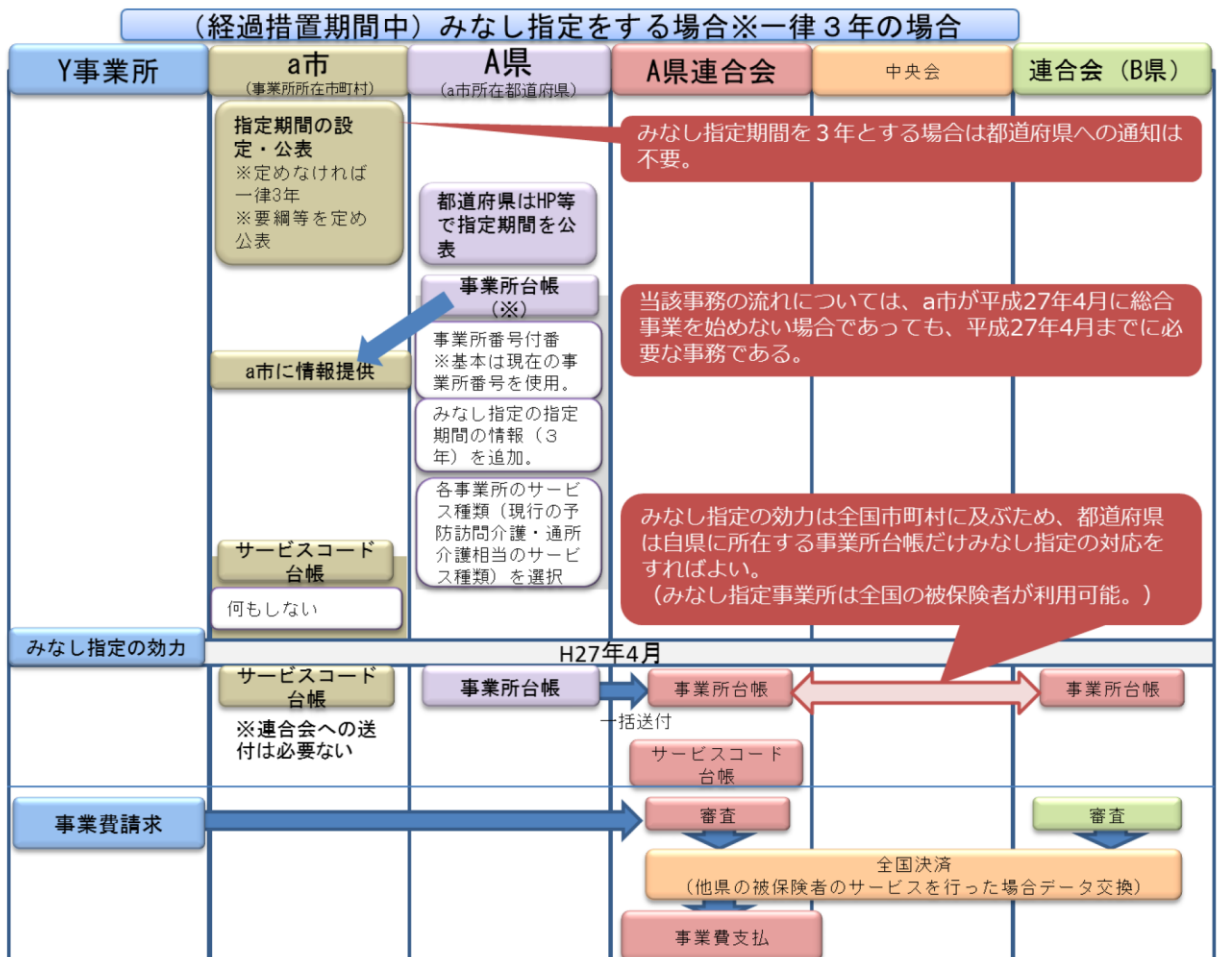 （経過措置期間中）みなし指定をする場合※一律３年の場合
Y事業所
a市
（事業所所在市町村）
A県
（a市所在都道府県）
A県連合会
中央会
連合会（B県）
指定期間の設
定・公表
※定めなければ
一律3年
※要綱等を定め
公表
みなし指定期間を３年とする場合は都道府県への通知は
不要。
都道府県はHP等
で指定期間を公
表
事業所台帳
（※）
当該事務の流れについては、a市が平成27年4月に総合
事業を始めない場合であっても、平成27年4月までに必
要な事務である。
事業所番号付番
※基本は現在の事
業所番号を使用。
a市に情報提供
みなし指定の指定
期間の情報（３
年）を追加。
各事業所のサービ
ス種類（現行の予
防訪問介護・通所
介護相当のサービ
ス種類）を選択
みなし指定の効力は全国市町村に及ぶため、都道府県
は自県に所在する事業所台帳だけみなし指定の対応を
すればよい。
（みなし指定事業所は全国の被保険者が利用可能。）
サービスコード
台帳
何もしない
みなし指定の効力
H27年4月
サービスコード
台帳
事業所台帳
事業所台帳
事業所台帳
※連合会への送
付は必要ない
一括送付
サービスコード
台帳
事業費請求
審査
審査
全国決済
（他県の被保険者のサービスを行った場合データ交換）
事業費支払